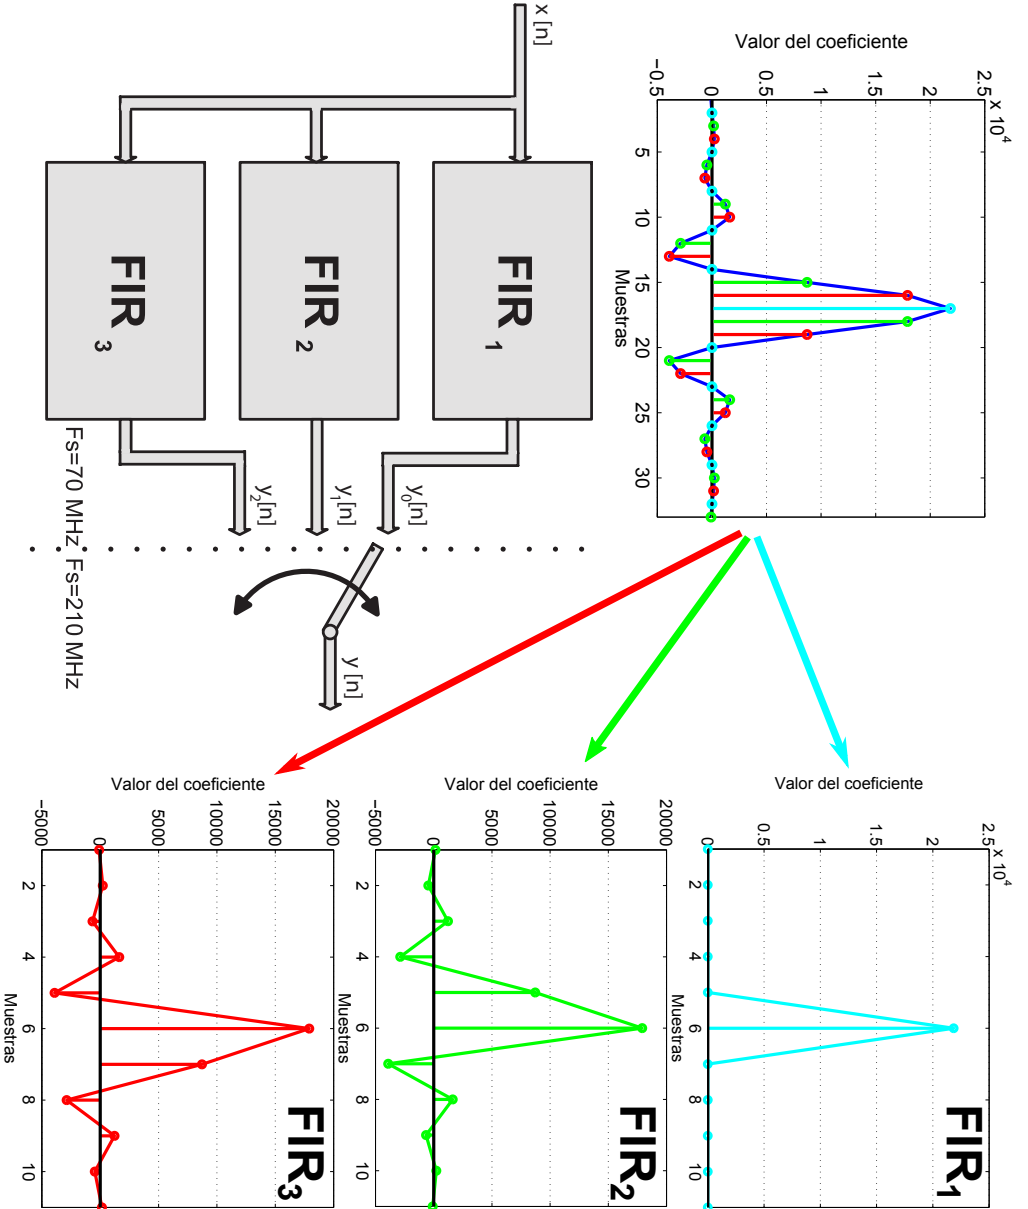 x 10⁴
2.5
2
1.5
1
0.5
0
−0.5
Valor del coeficiente
5
10
15
20
25
30
Muestras
x [n]
FIR 1
FIR 2
FIR 3
y₀[n]
y₁[n]
y₂[n]
y [n]
Fs=70 MHz
Fs=210 MHz
FIR₁
x 10⁴
2.5
2
1.5
1
0.5
0
Valor del coeficiente
2
4
6
8
10
Muestras
FIR₂
20000
15000
10000
5000
0
−5000
Valor del coeficiente
2
4
6
8
10
Muestras
FIR₃
20000
15000
10000
5000
0
−5000
Valor del coeficiente
2
4
6
8
10
Muestras